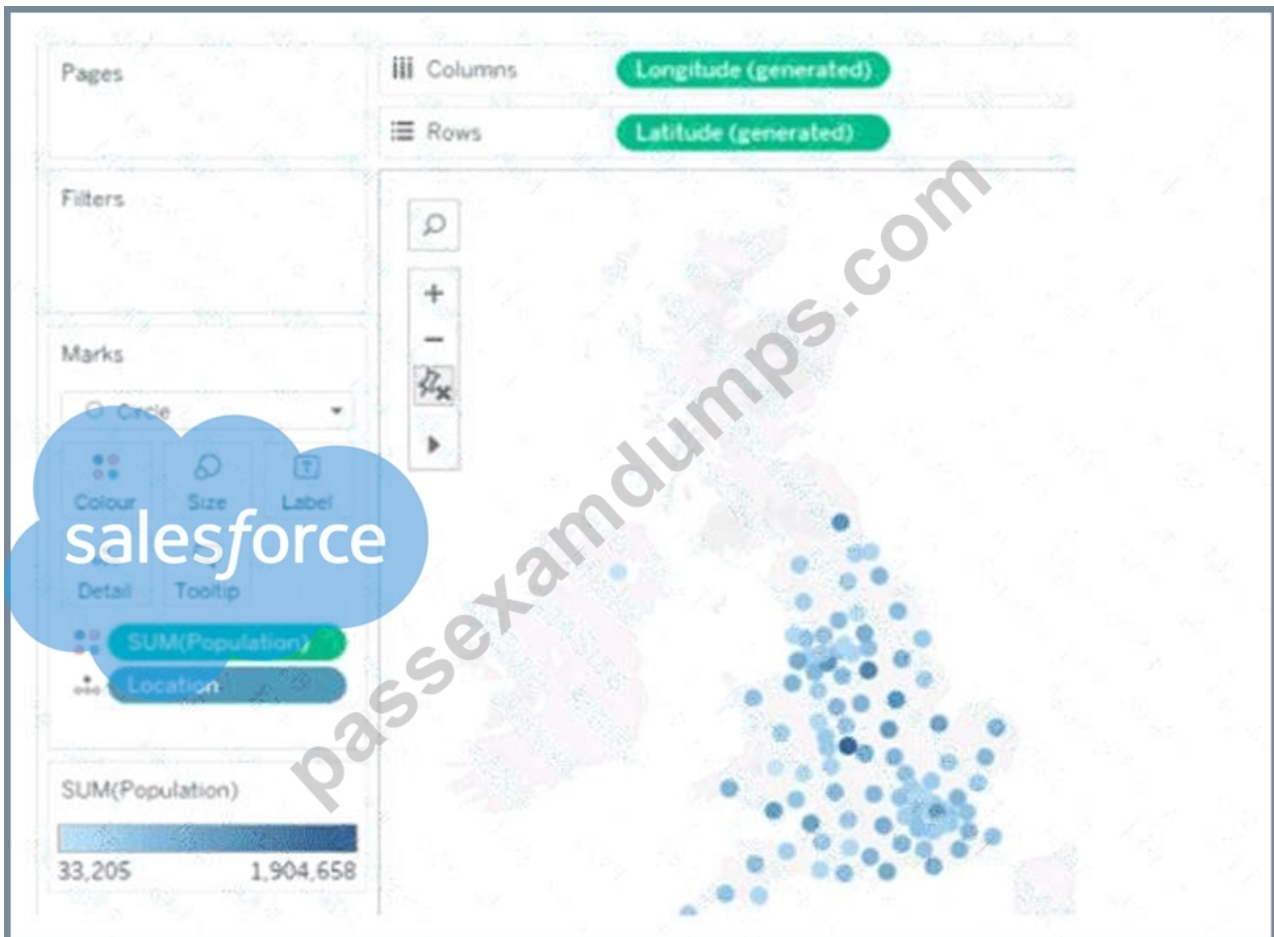 Pages
Columns
Longitude (generated)
Rows
Latitude (generated)
Filters
Marks
Circle
Colour
Size
Label
salesforce
Detail
Tooltip
SUM(Population)
Location
SUM(Population)
33,205
1,904,658
passexamdumps.com